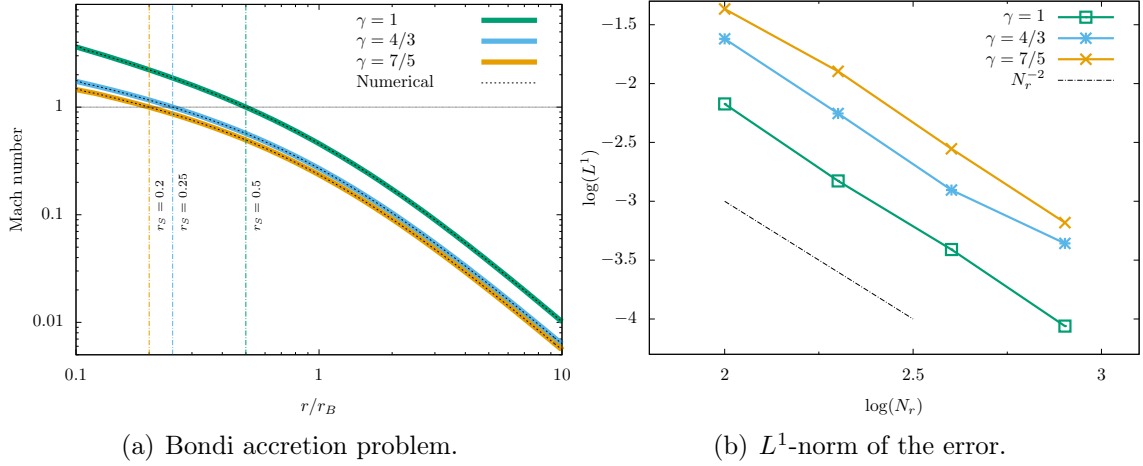 10
1
0.1
0.01
0.1
1
10
Mach number
r/r_B
γ = 1
γ = 4/3
γ = 7/5
Numerical
r_S = 0.2
r_S = 0.25
r_S = 0.5
(a) Bondi accretion problem.
-1
-1.5
-2
-2.5
-3
-3.5
-4
2
2.5
3
log(L^1)
log(N_r)
γ = 1
γ = 4/3
γ = 7/5
N_r^{-2}
(b) L^1-norm of the error.